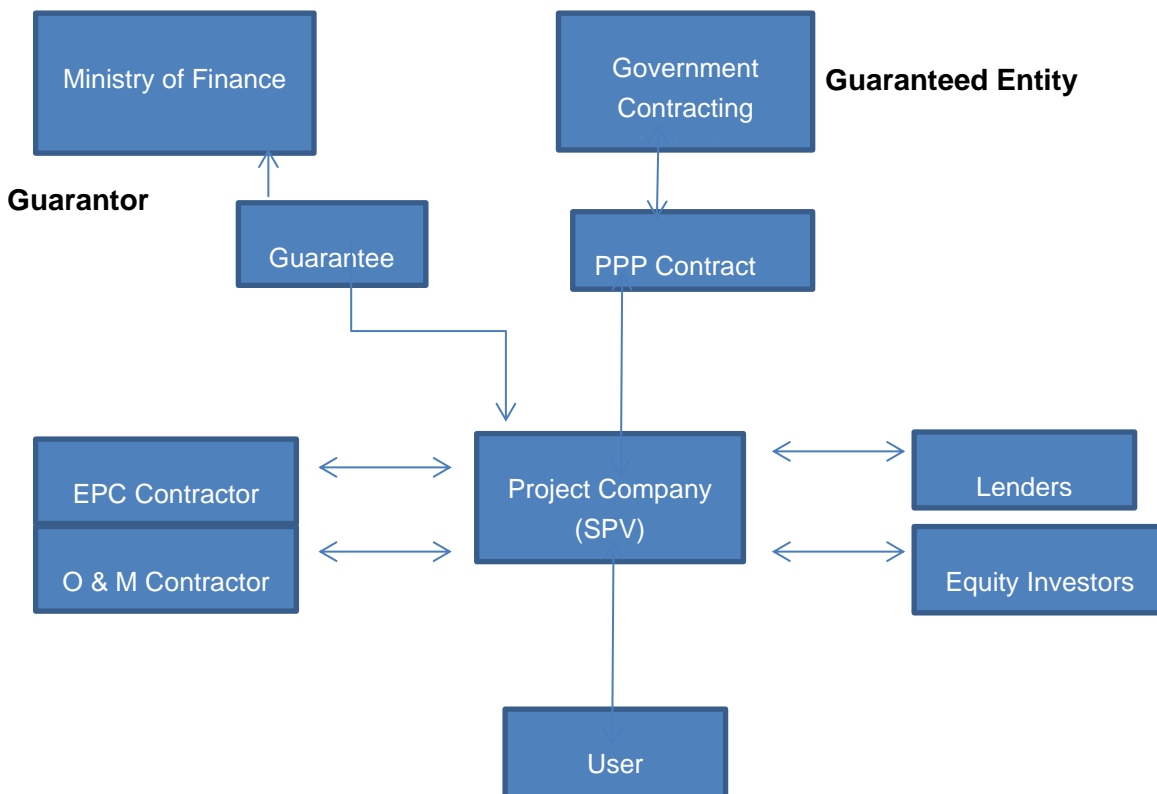 Ministry of Finance
Government
Contracting
Guaranteed Entity
Guarantor
Guarantee
PPP Contract
EPC Contractor
Project Company
(SPV)
Lenders
O & M Contractor
Equity Investors
User